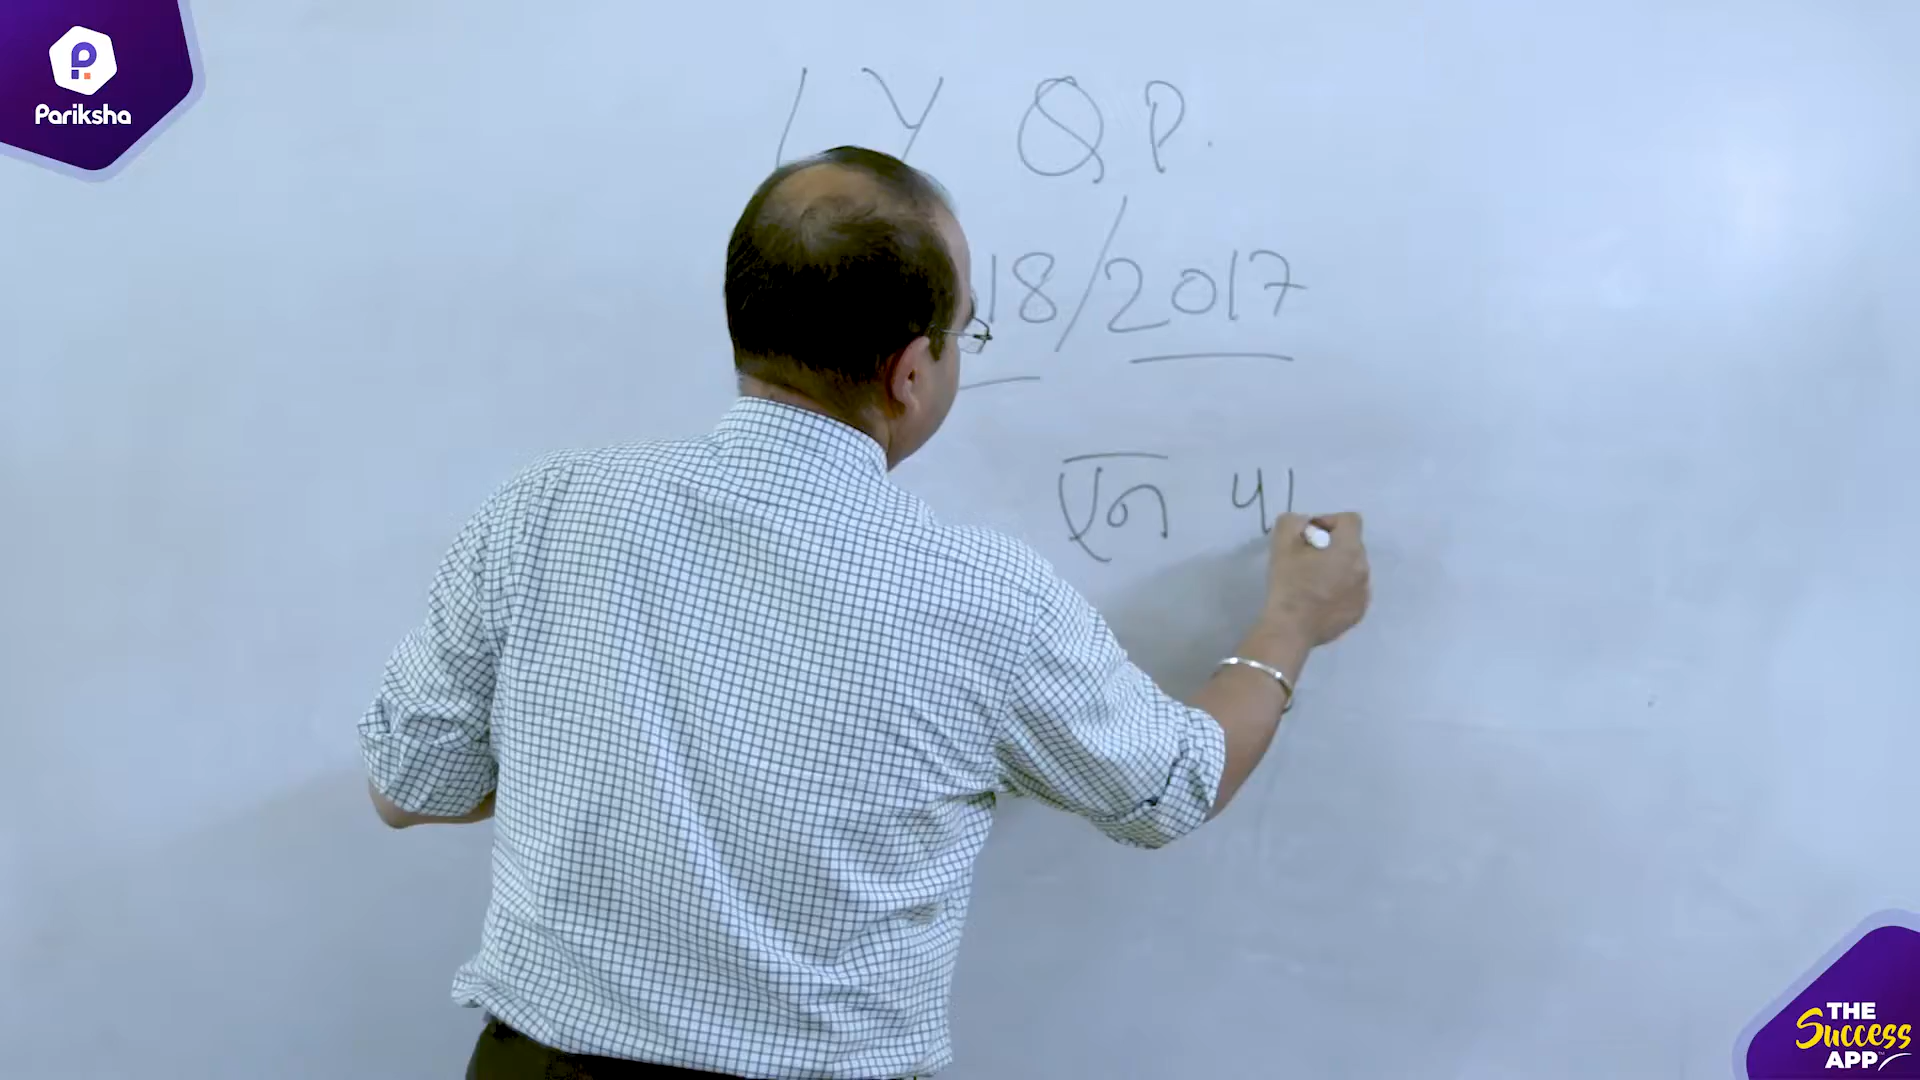 Pariksha
Y Q P.
18/2017
एन
THE
Success
APP